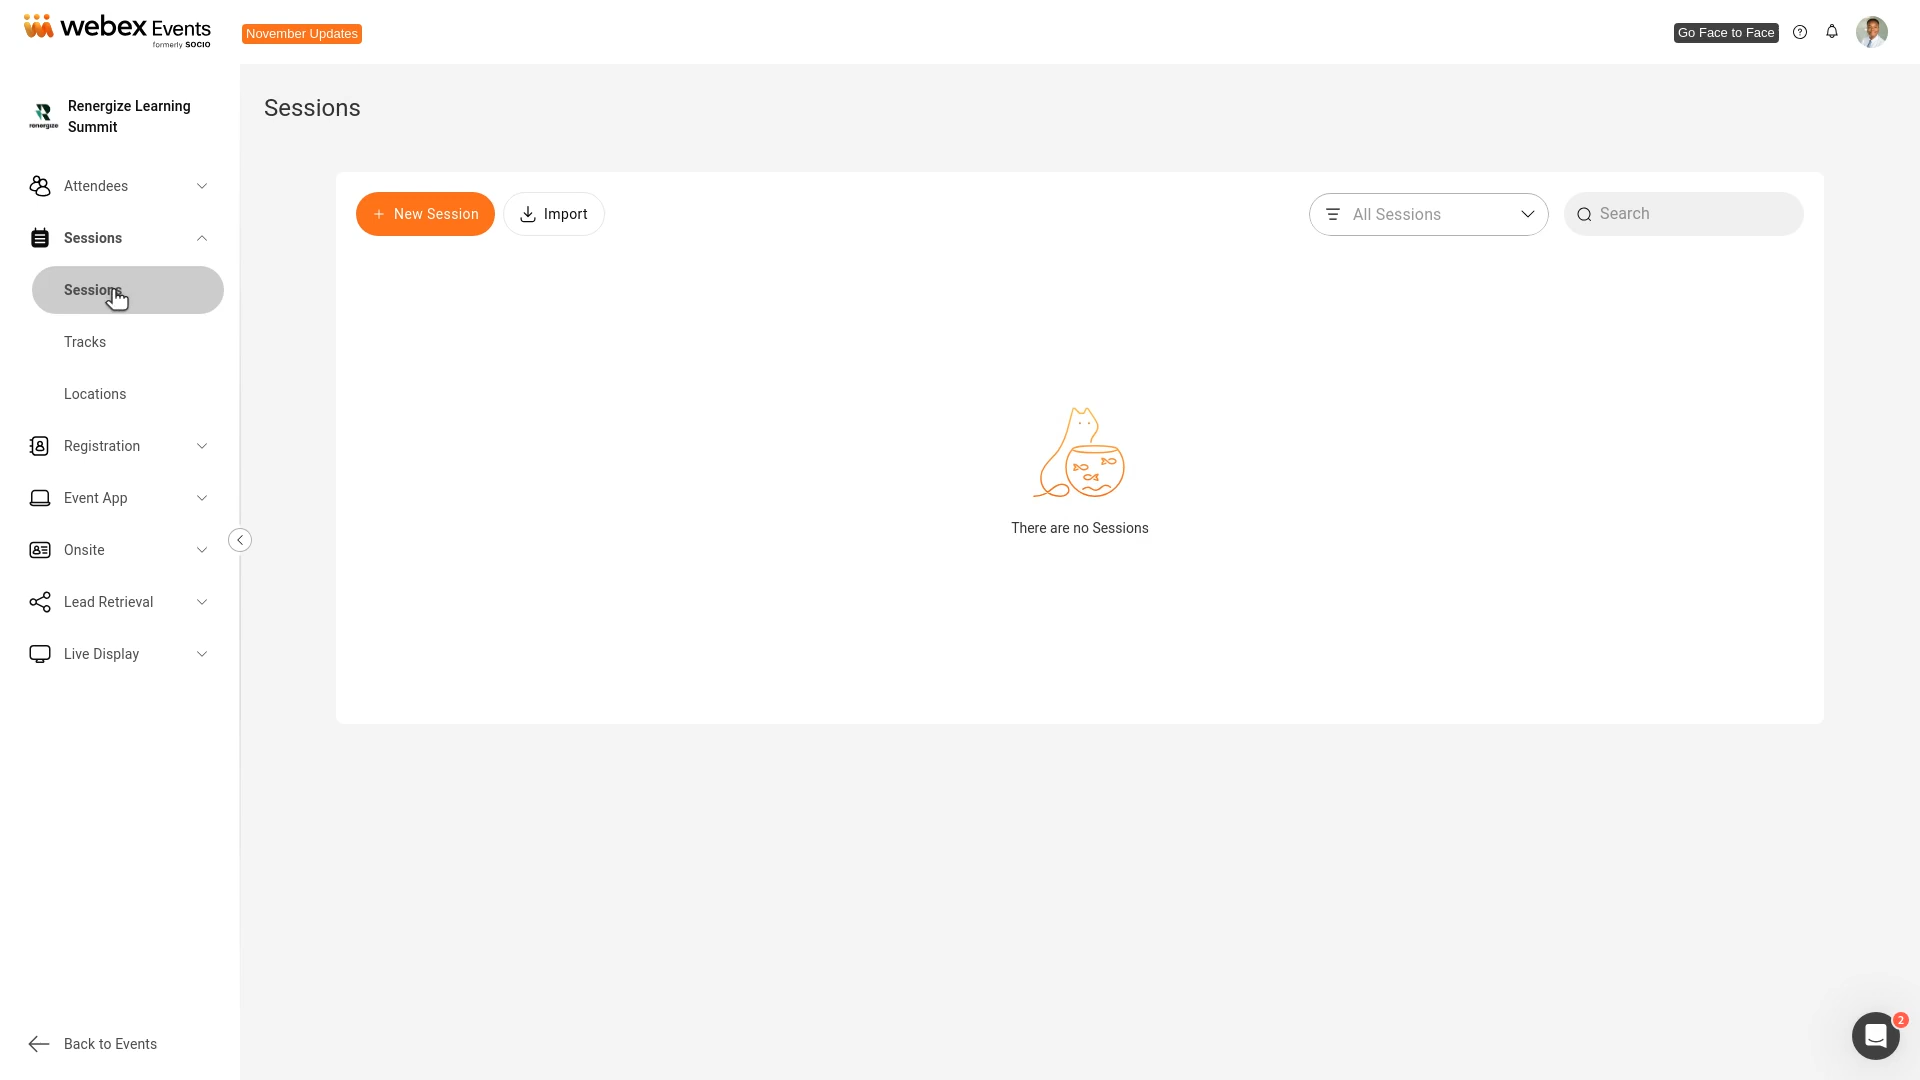 webex Events
formerly SOCIO
November Updates
Go Face to Face
Renergize Learning
Summit
renergize
Attendees
Sessions
Sessions
Tracks
Locations
Registration
Event App
Onsite
Lead Retrieval
Live Display
Back to Events
Sessions
+ New Session
Import
All Sessions
Search
There are no Sessions
2